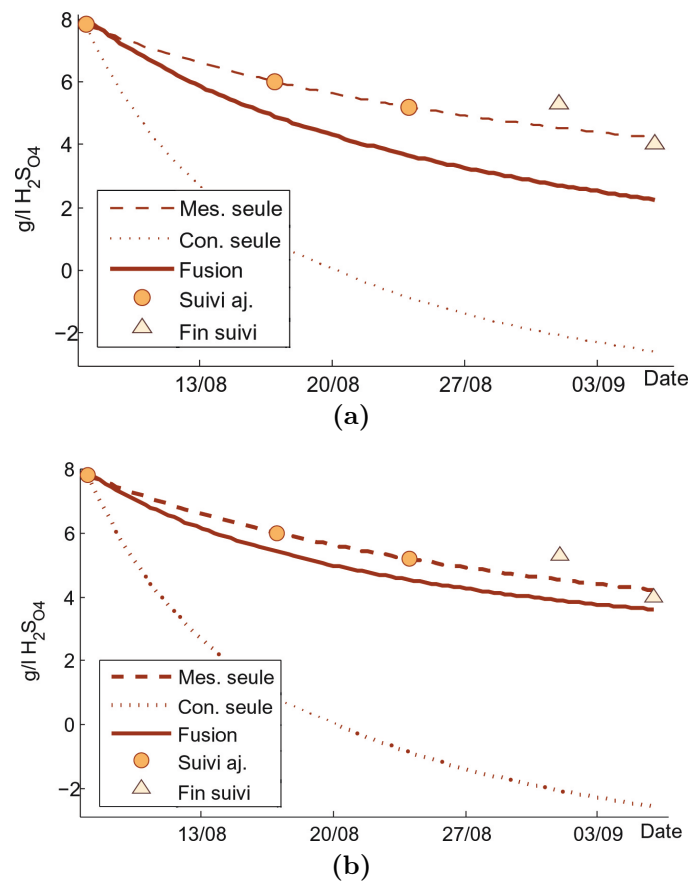 8
6
4
2
0
−2
g/l H2SO4
Mes. seule
Con. seule
Fusion
Suivi aj.
Fin suivi
13/08 20/08 27/08 03/09 Date
(a)
8
6
4
2
0
−2
g/l H2SO4
Mes. seule
Con. seule
Fusion
Suivi aj.
Fin suivi
13/08 20/08 27/08 03/09 Date
(b)